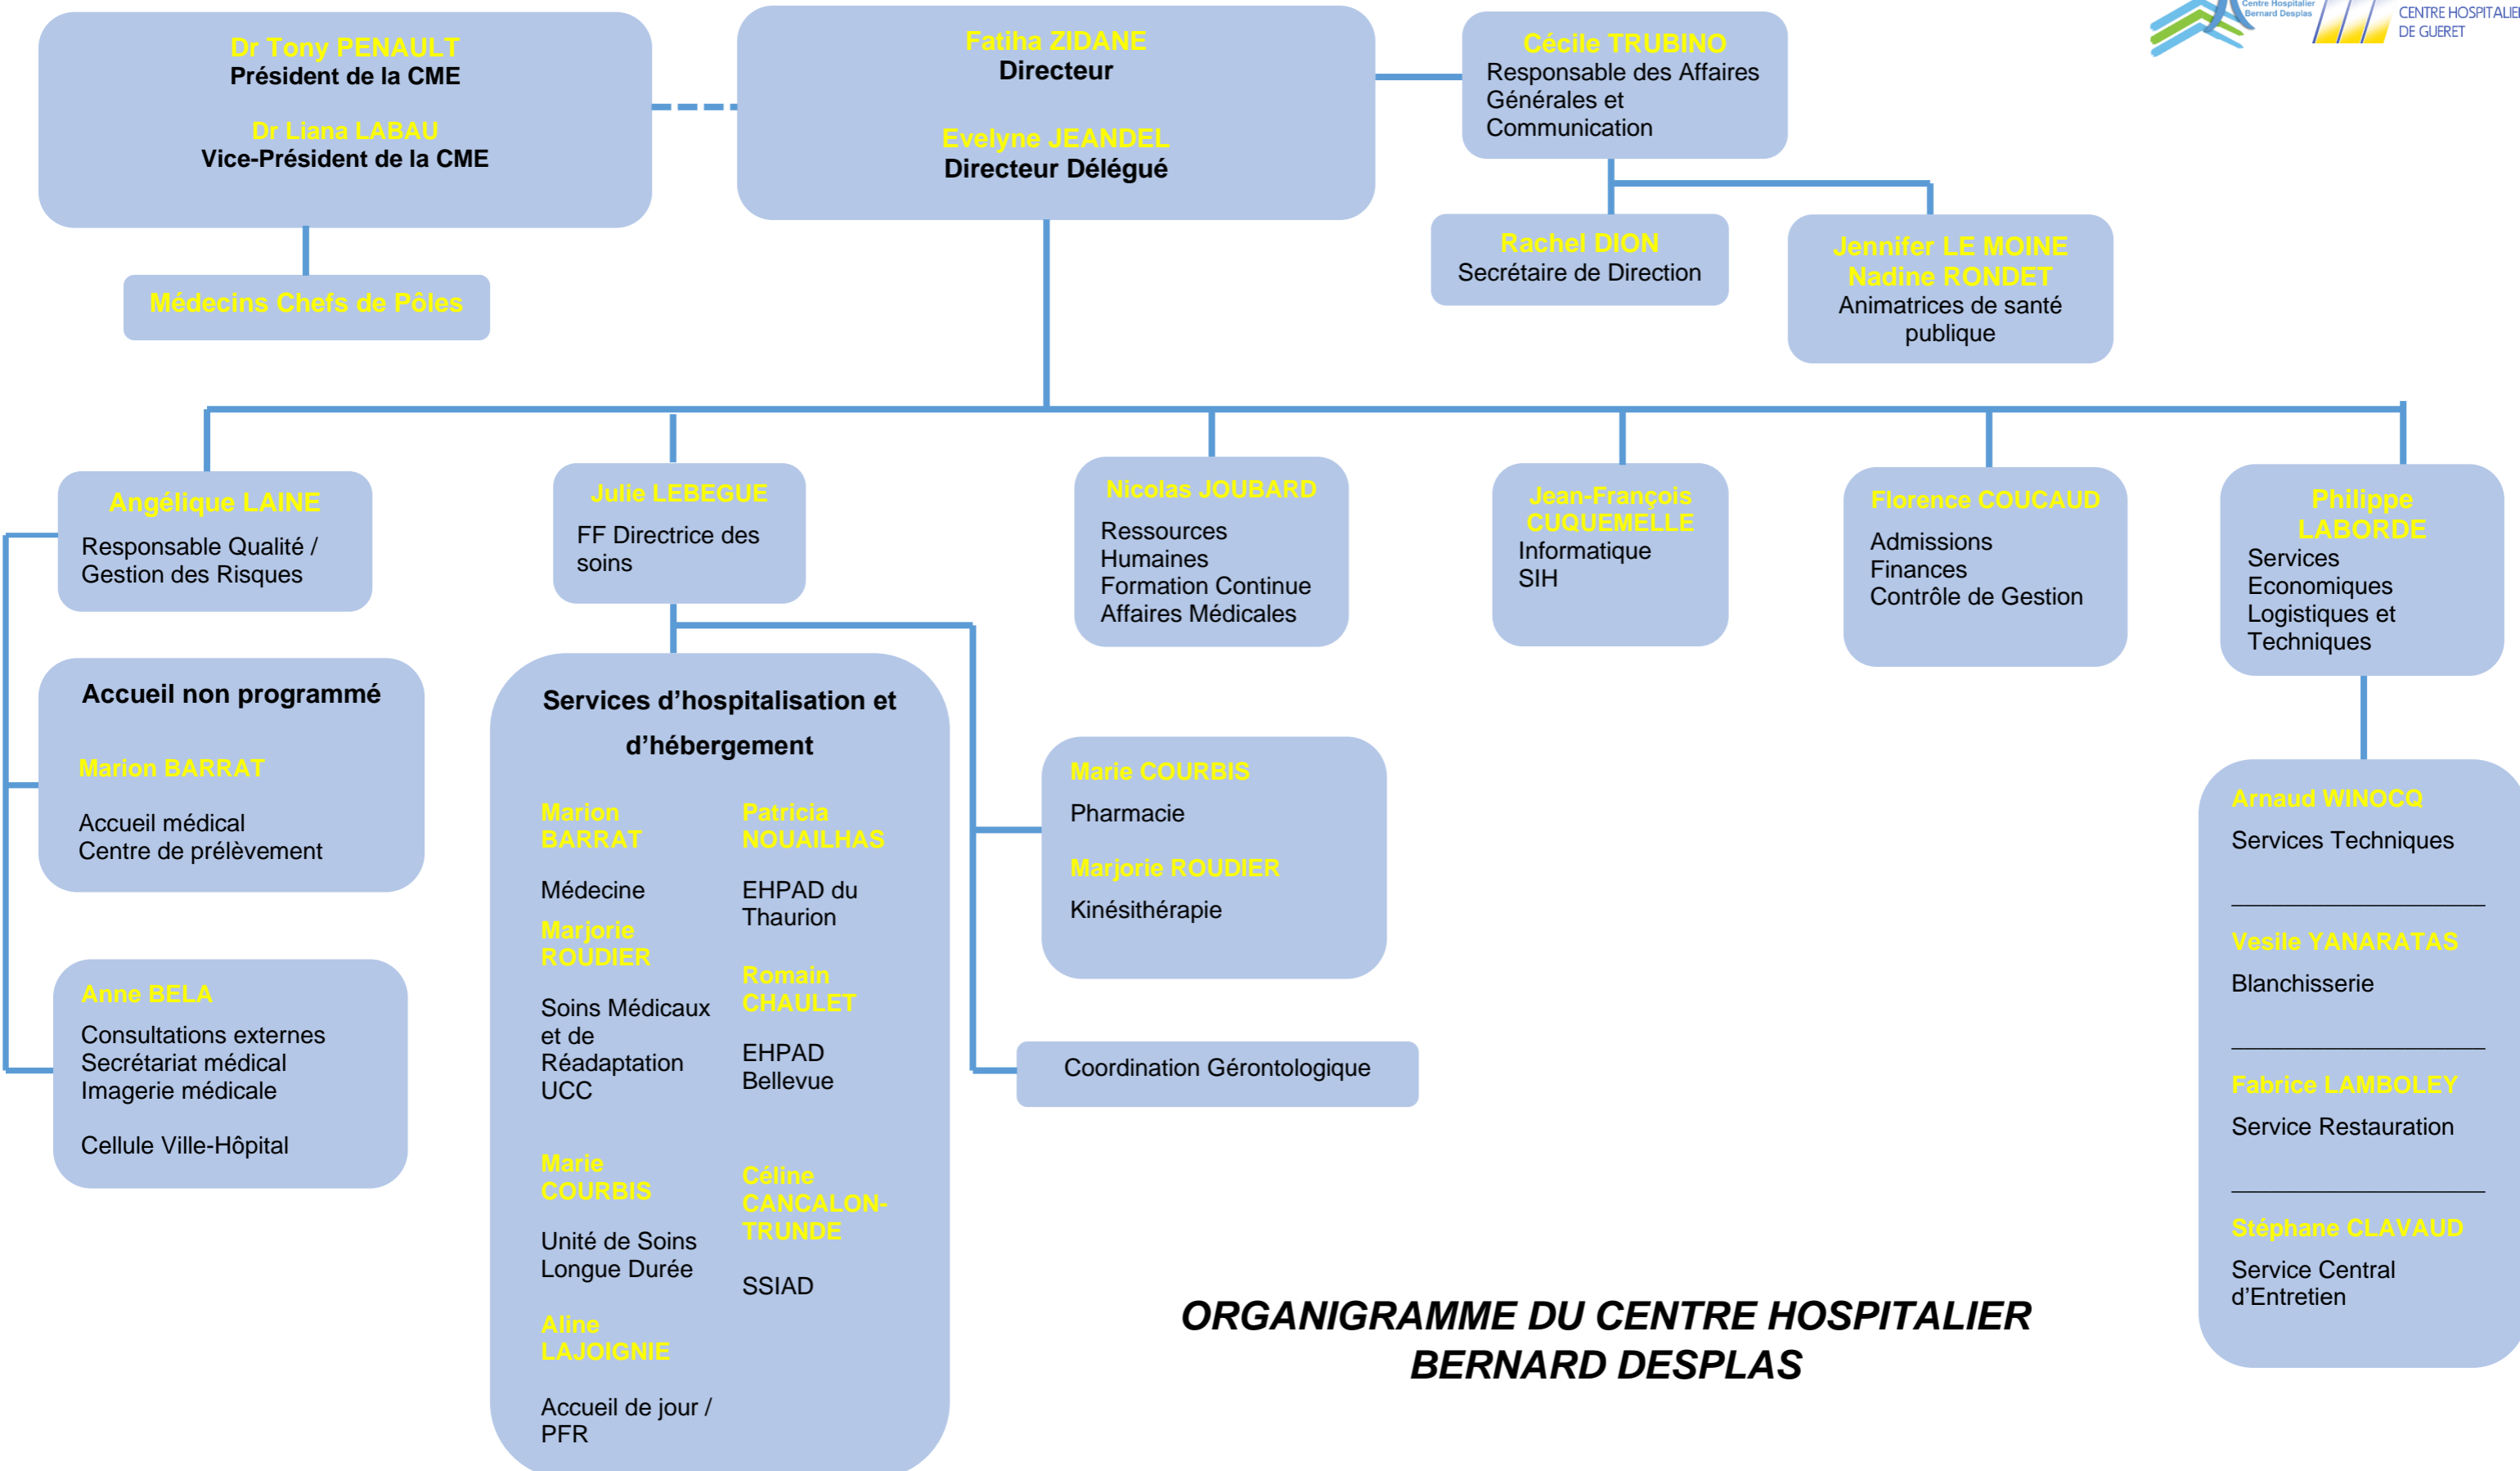 Dr Tony PENAULT
Président de la CME
Dr Liana LABAU
Vice-Président de la CME
Fatiha ZIDANE
Directeur
Evelyne JEANDEL
Directeur Délégué
Cécile TRUBINO
Responsable des Affaires
Générales et
Communication
Centre Hospitalier
Bernard Desplas
CENTRE HOSPITALIER
DE GUERET
Médecins Chefs de Pôles
Rachel DION
Secrétaire de Direction
Jennifer LE MOINE
Nadine RONDET
Animatrices de santé
publique
Angélique LAINE
Responsable Qualité /
Gestion des Risques
Julie LEBEGUE
FF Directrice des
soins
Nicolas JOUBARD
Ressources
Humaines
Formation Continue
Affaires Médicales
Jean-François
CUQUEMELLE
Informatique
SIH
Florence COUCAUD
Admissions
Finances
Contrôle de Gestion
Philippe
LABORDE
Services
Economiques
Logistiques et
Techniques
Accueil non programmé
Marion BARRAT
Accueil médical
Centre de prélèvement
Anne BELA
Consultations externes
Secrétariat médical
Imagerie médicale
Cellule Ville-Hôpital
Services d’hospitalisation et
d’hébergement
Marion
BARRAT
Médecine
Marjorie
ROUDIER
Soins Médicaux
et de
Réadaptation
UCC
Marie
COURBIS
Unité de Soins
Longue Durée
Aline
LAJOIGNIE
Accueil de jour /
PFR
Patricia
NOUAILHAS
EHPAD du
Thaurion
Romain
CHAULET
EHPAD
Bellevue
Céline
CANCALON-
TRUNDE
SSIAD
Marie COURBIS
Pharmacie
Marjorie ROUDIER
Kinésithérapie
Coordination Gérontologique
Arnaud WINOCQ
Services Techniques
Vesile YANARATAS
Blanchisserie
Fabrice LAMBOLEY
Service Restauration
Stéphane CLAVAUD
Service Central
d’Entretien
ORGANIGRAMME DU CENTRE HOSPITALIER
BERNARD DESPLAS